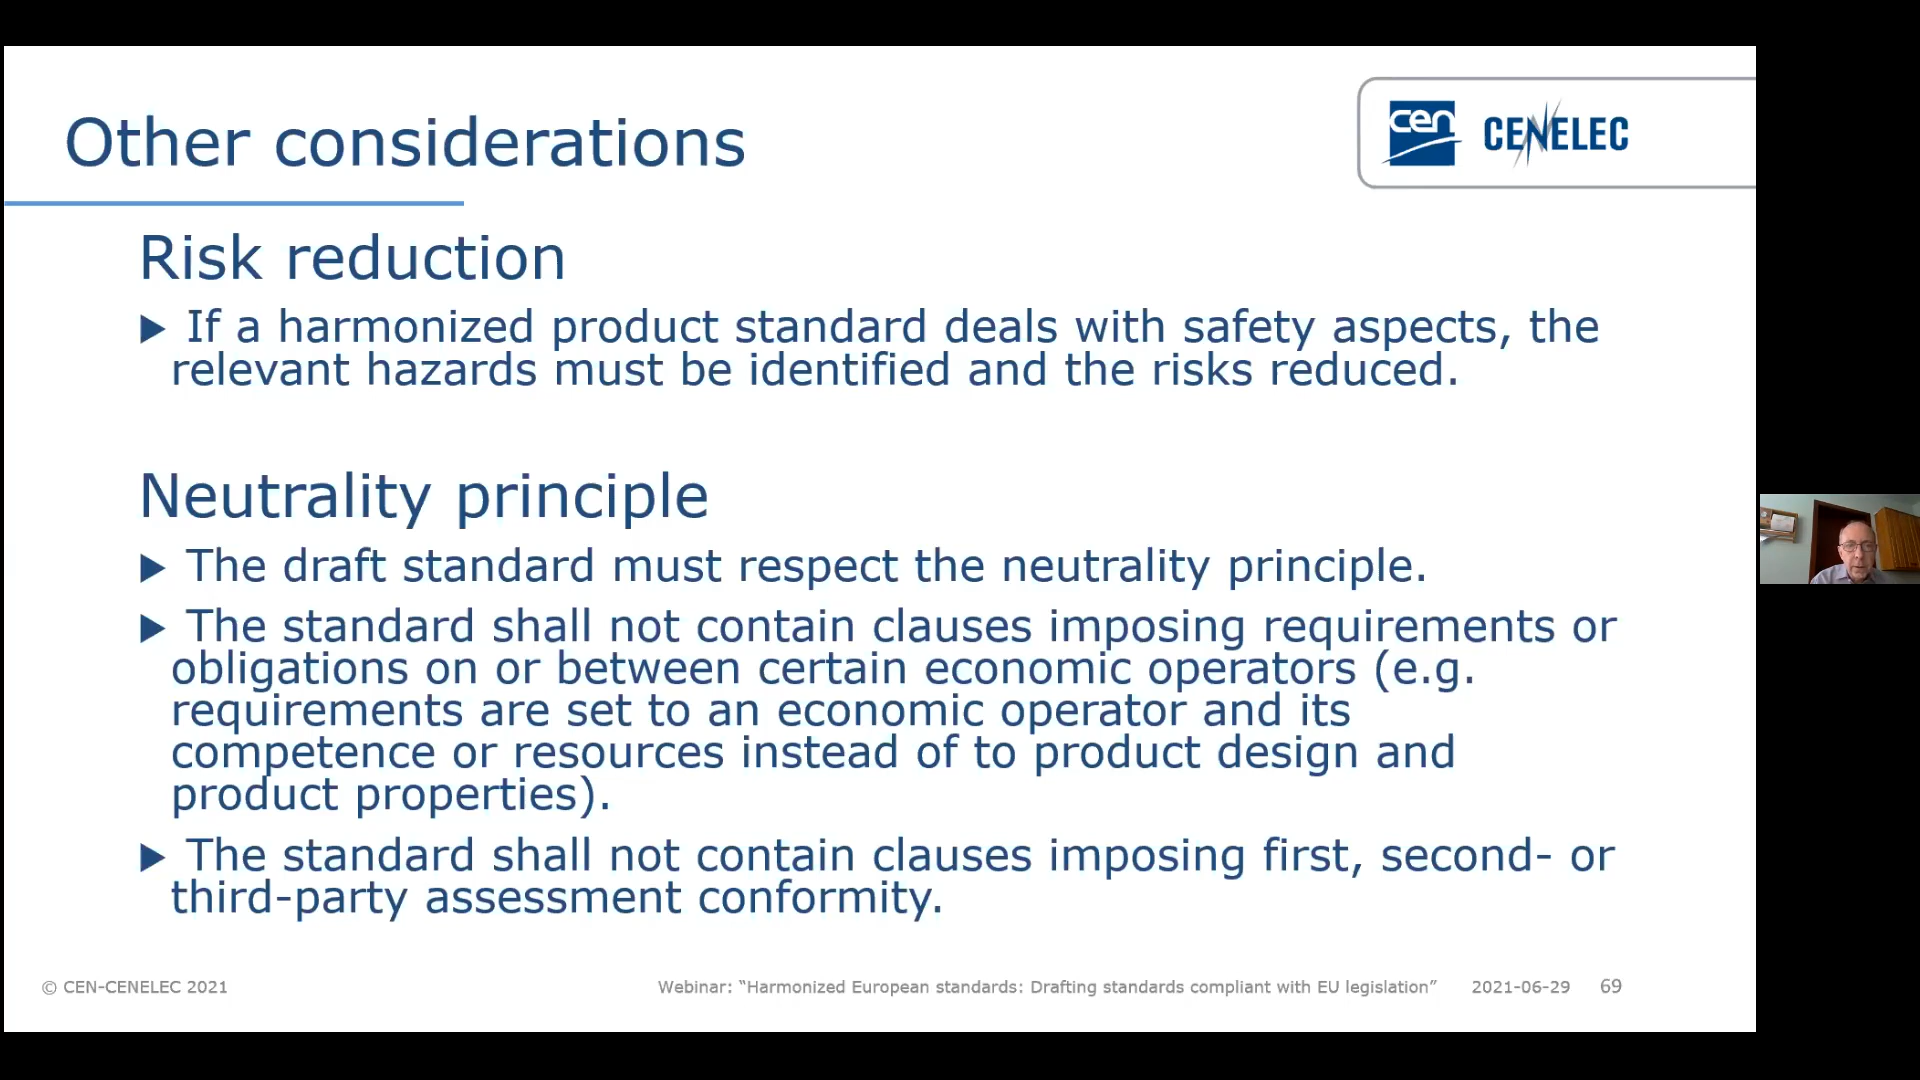 Other considerations
cen
CENELEC
Risk reduction
▶ If a harmonized product standard deals with safety aspects, the
relevant hazards must be identified and the risks reduced.
Neutrality principle
▶ The draft standard must respect the neutrality principle.
▶ The standard shall not contain clauses imposing requirements or
obligations on or between certain economic operators (e.g.
requirements are set to an economic operator and its
competence or resources instead of to product design and
product properties).
▶ The standard shall not contain clauses imposing first, second- or
third-party assessment conformity.
© CEN-CENELEC 2021
Webinar: “Harmonized European standards: Drafting standards compliant with EU legislation”
2021-06-29
69